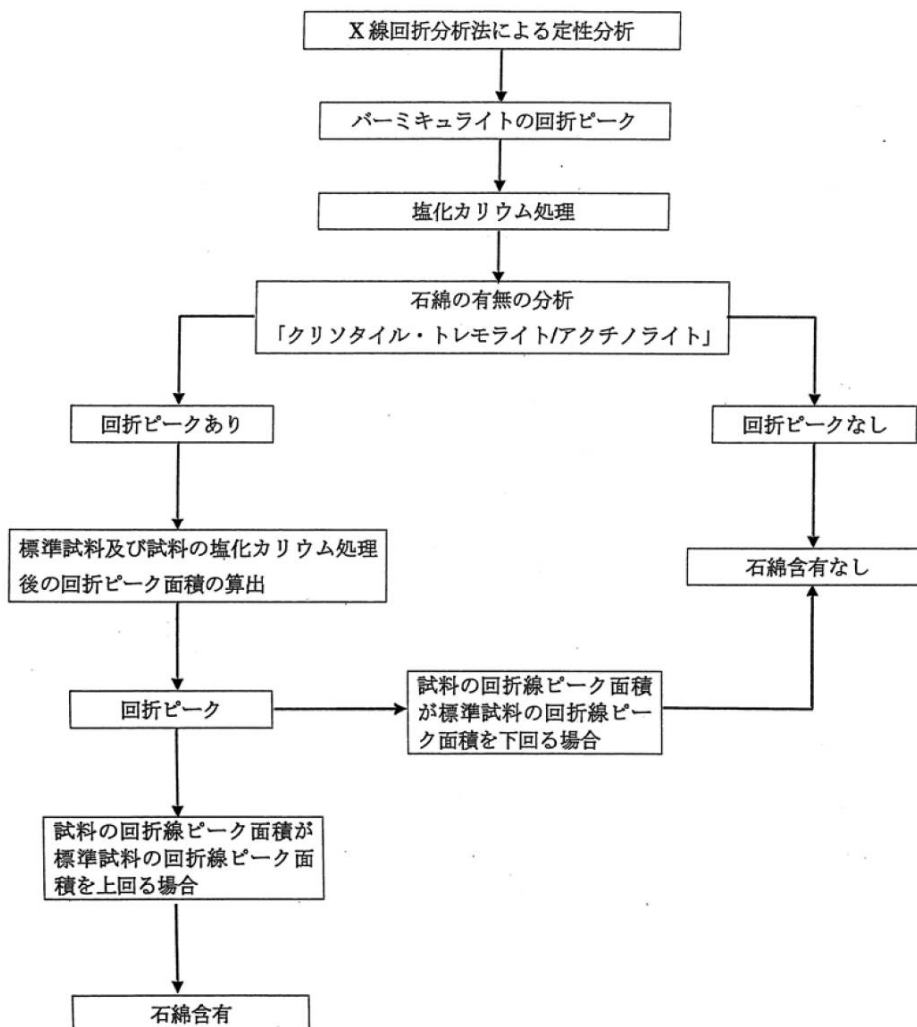 X線回折分析法による定性分析
バーミキュライトの回折ピーク
塩化カリウム処理
石綿の有無の分析
「クリソタイル・トレモライト/アクチノライト」
回折ピークあり
回折ピークなし
標準試料及び試料の塩化カリウム処理
後の回折ピーク面積の算出
石綿含有なし
回折ピーク
試料の回折線ピーク面積
が標準試料の回折線ピー
ク面積を下回る場合
試料の回折線ピーク面積が
標準試料の回折線ピーク面
積を上回る場合
石綿含有